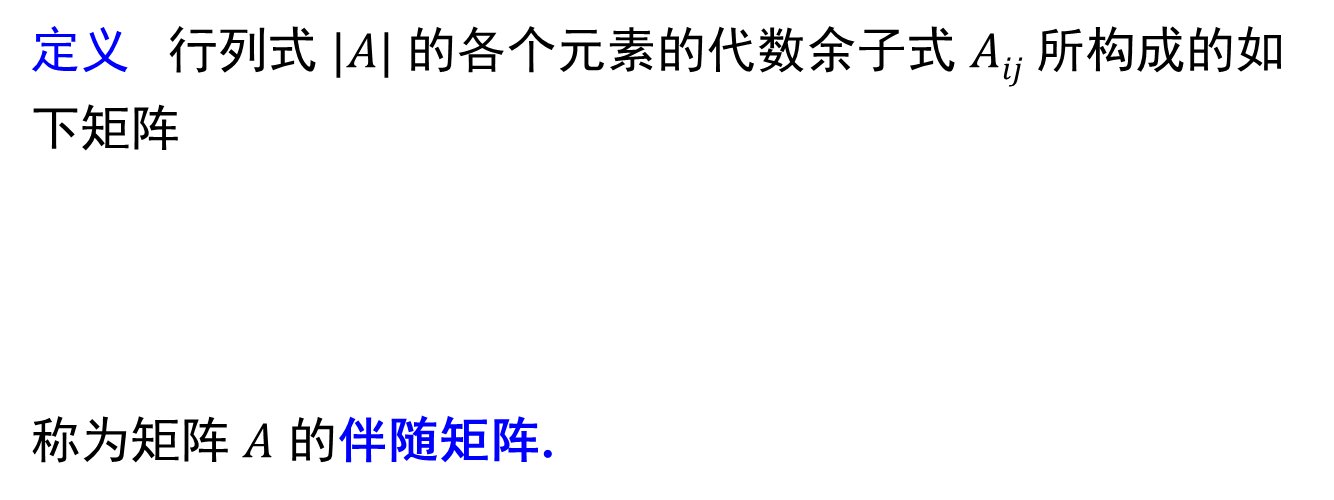 定义 行列式 |A| 的各个元素的代数余子式 A_{ij} 所构成的如
下矩阵
称为矩阵 A 的伴随矩阵.